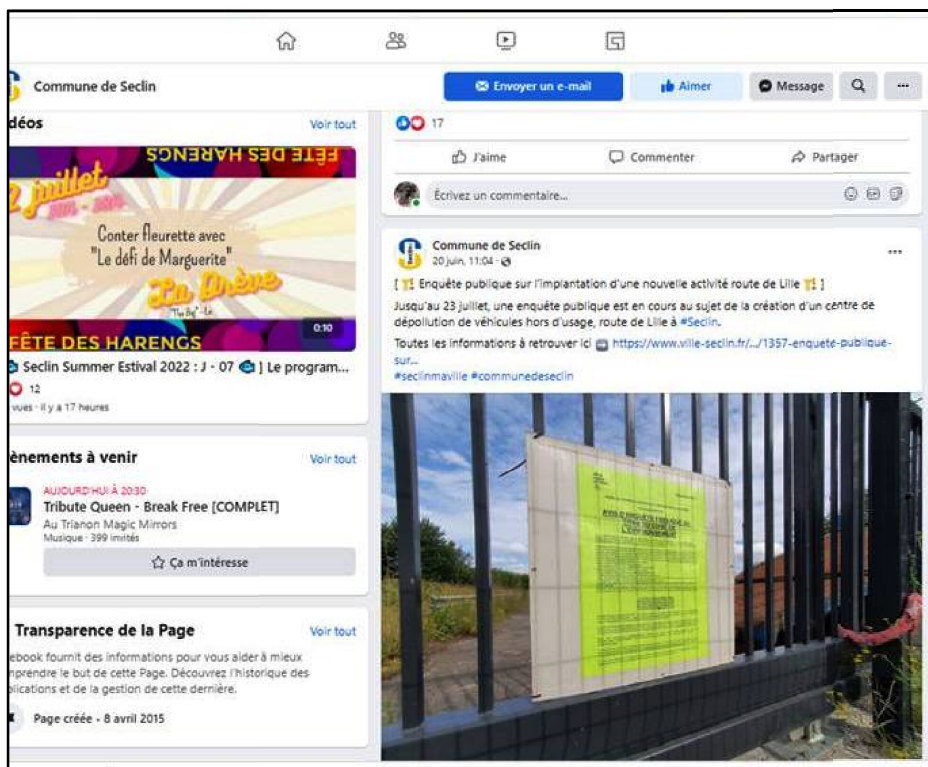 Commune de Seclin
Envoyer un e-mail
Aimer
Message
déos
Voir tout
FÊTE DES HARENGS
2 juillet
Conter fleurette avec
"Le défi de Marguerite"
La Drève
0:10
FÊTE DES HARENGS
Seclin Summer Estival 2022 : J - 07 ] Le program...
12
vues · il y a 17 heures
ènements à venir
Voir tout
AUJOURD'HUI À 20:30
Tribute Queen - Break Free [COMPLET]
Au Trianon Magic Mirrors
Musique · 399 invités
Ça m'intéresse
Transparence de la Page
Voir tout
ebook fournit des informations pour vous aider à mieux
mprendre le but de cette Page. Découvrez l'historique des
blications et de la gestion de cette dernière.
Page créée - 8 avril 2015
17
J'aime
Commenter
Partager
Écrivez un commentaire...
Commune de Seclin
20 juin, 11:04 ·
[ Enquête publique sur l'implantation d'une nouvelle activité route de Lille ]
Jusqu'au 23 juillet, une enquête publique est en cours au sujet de la création d'un centre de
dépollution de véhicules hors d'usage, route de Lille à #Seclin.
Toutes les informations à retrouver ici https://www.ville-seclin.fr/.../1357-enquete-publique-
sur...
#seclinmaville #communedeseclin